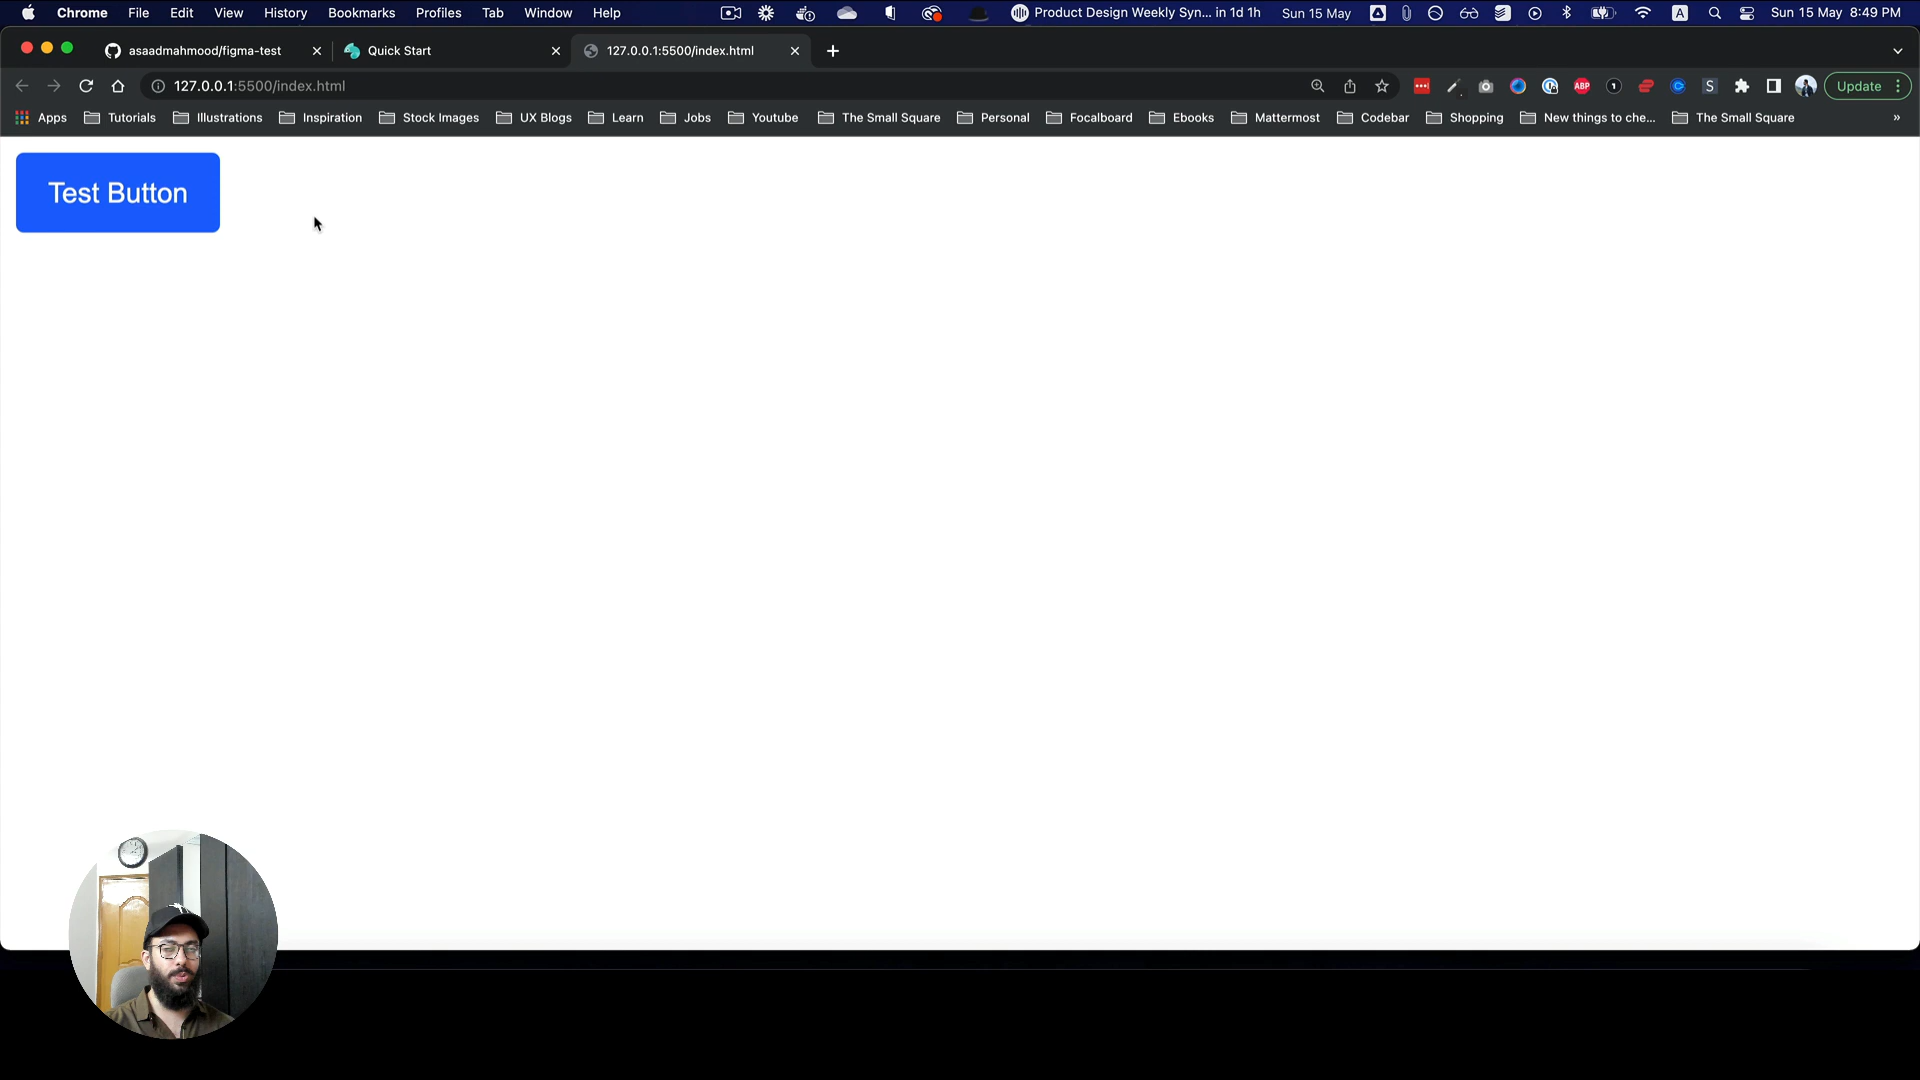 Chrome File Edit View History Bookmarks Profiles Tab Window Help Product Design Weekly Syn... in 1d 1h Sun 15 May A Sun 15 May 8:49 PM
asaadmahmood/figma-test Quick Start 127.0.0.1:5500/index.html
127.0.0.1:5500/index.html ABP 1 S Update
Apps Tutorials Illustrations Inspiration Stock Images UX Blogs Learn Jobs Youtube The Small Square Personal Focalboard Ebooks Mattermost Codebar Shopping New things to che... The Small Square »
Test Button